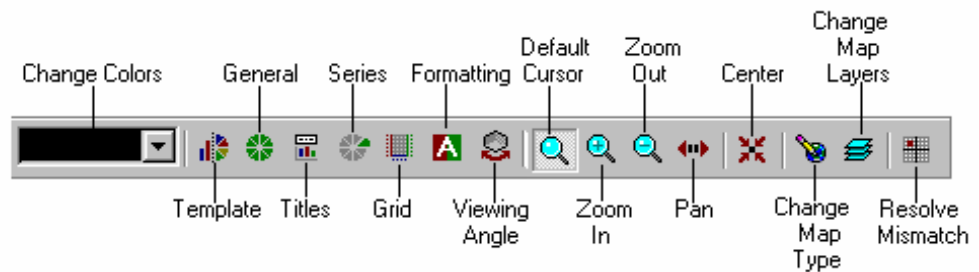 Change Colors
General
Series
Formatting
Default
Cursor
Zoom
Out
Center
Change
Map
Layers
A
Template
Titles
Grid
Viewing
Angle
Zoom
In
Pan
Change
Map
Type
Resolve
Mismatch